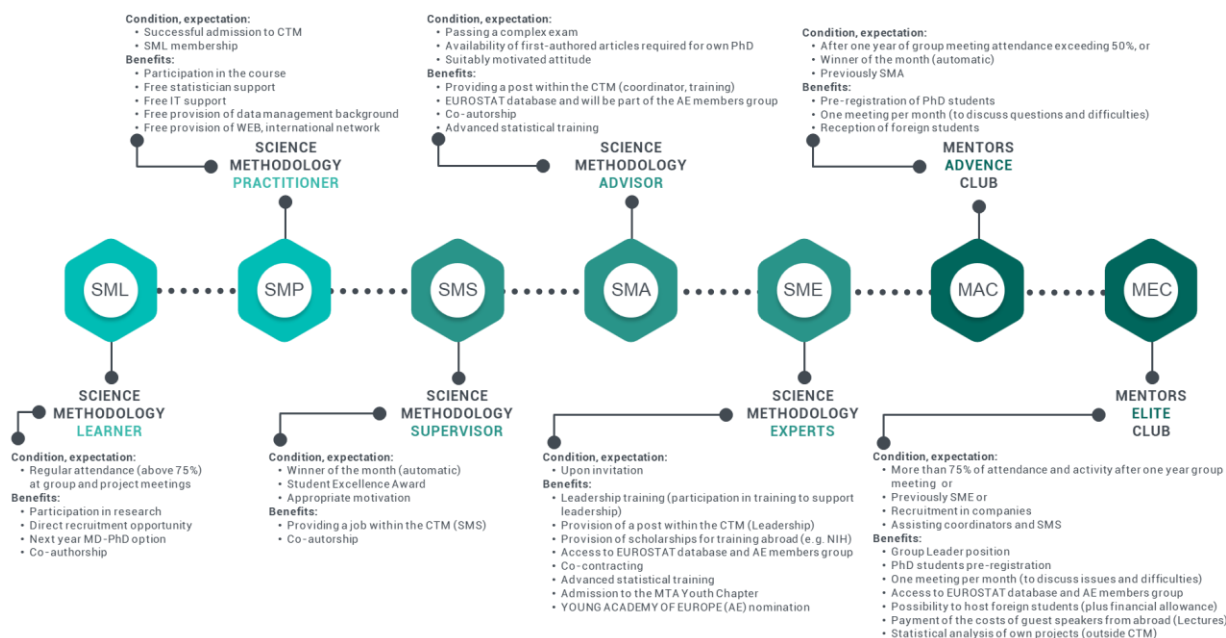 Condition, expectation:
• Successful admission to CTM
• SML membership
Benefits:
• Participation in the course
• Free statistician support
• Free IT support
• Free provision of data management background
• Free provision of WEB, international network
SCIENCE
METHODOLOGY
PRACTITIONER
Condition, expectation:
• Passing a complex exam
• Availability of first-authored articles required for own PhD
• Suitably motivated attitude
Benefits:
• Providing a post within the CTM (coordinator, training)
• EUROSTAT database and will be part of the AE members group
• Co-autorship
• Advanced statistical training
SCIENCE
METHODOLOGY
ADVISOR
Condition, expectation:
• After one year of group meeting attendance exceeding 50%, or
• Winner of the month (automatic)
• Previously SMA
Benefits:
• Pre-registration of PhD students
• One meeting per month (to discuss questions and difficulties)
• Reception of foreign students
MENTORS
ADVENCE
CLUB
SML
SMP
SMS
SMA
SME
MAC
MEC
SCIENCE
METHODOLOGY
LEARNER
Condition, expectation:
• Regular attendance (above 75%)
at group and project meetings
Benefits:
• Participation in research
• Direct recruitment opportunity
• Next year MD-PhD option
• Co-authorship
SCIENCE
METHODOLOGY
SUPERVISOR
Condition, expectation:
• Winner of the month (automatic)
• Student Excellence Award
• Appropriate motivation
Benefits:
• Providing a job within the CTM (SMS)
• Co-autorship
SCIENCE
METHODOLOGY
EXPERTS
Condition, expectation:
• Upon invitation
Benefits:
• Leadership training (participation in training to support
leadership)
• Provision of a post within the CTM (Leadership)
• Provision of scholarships for training abroad (e.g. NIH)
• Access to EUROSTAT database and AE members group
• Co-contracting
• Advanced statistical training
• Admission to the MTA Youth Chapter
• YOUNG ACADEMY OF EUROPE (AE) nomination
MENTORS
ELITE
CLUB
Condition, expectation:
• More than 75% of attendance and activity after one year group
meeting or
• Previously SME or
• Recruitment in companies
• Assisting coordinators and SMS
Benefits:
• Group Leader position
• PhD students pre-registration
• One meeting per month (to discuss issues and difficulties)
• Access to EUROSTAT database and AE members group
• Possibility to host foreign students (plus financial allowance)
• Payment of the costs of guest speakers from abroad (Lectures)
• Statistical analysis of own projects (outside CTM)